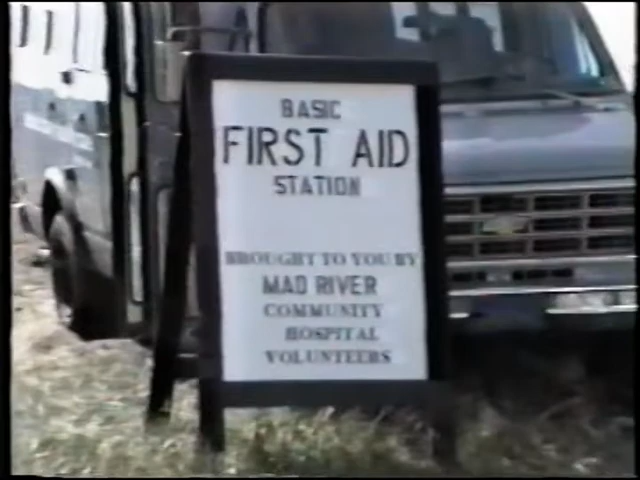 BASIC
FIRST AID
STATION
BROUGHT TO YOU BY
MAD RIVER
COMMUNITY
HOSPITAL
VOLUNTEERS